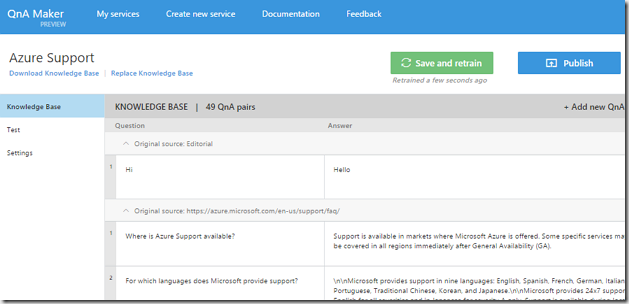 QnA Maker My services Create new service Documentation Feedback
PREVIEW
Azure Support
Save and retrain Publish
Download Knowledge Base | Replace Knowledge Base
Retrained a few seconds ago
Knowledge Base
KNOWLEDGE BASE | 49 QnA pairs + Add new QnA
Question Answer
Test
Original source: Editorial
Settings
1 Hi Hello
Original source: https://azure.microsoft.com/en-us/support/faq/
1 Where is Azure Support available? Support is available in markets where Microsoft Azure is offered. Some specific services ma
be covered in all regions immediately after General Availability (GA).
2 For which languages does Microsoft provide support? \n\nMicrosoft provides support in nine languages: English, Spanish, French, German, Italian
Portuguese, Traditional Chinese, Korean, and Japanese.\n\nMicrosoft provides 24x7 suppor